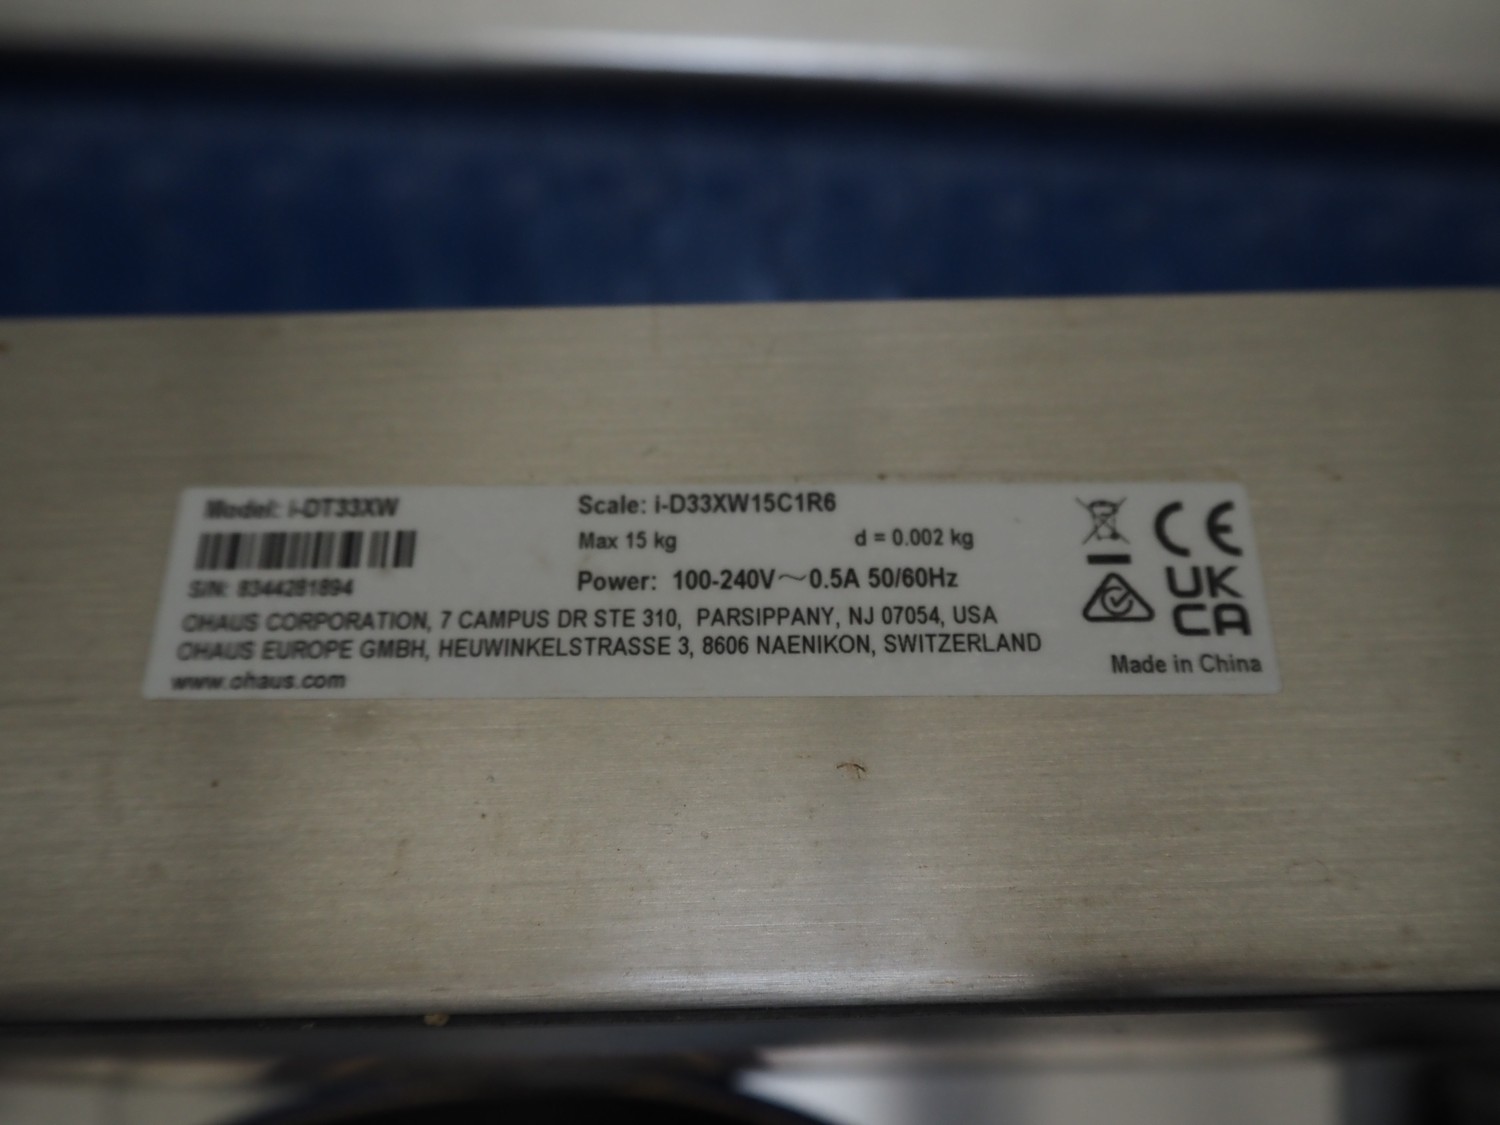 Model: i-DT33XW
Scale: i-D33XW15C1R6
Max 15 kg d = 0.002 kg
S/N: 8344281894
Power: 100-240V～0.5A 50/60Hz
OHAUS CORPORATION, 7 CAMPUS DR STE 310, PARSIPPANY, NJ 07054, USA
OHAUS EUROPE GMBH, HEUWINKELSTRASSE 3, 8606 NAENIKON, SWITZERLAND
www.ohaus.com
CE
UK
CA
Made in China